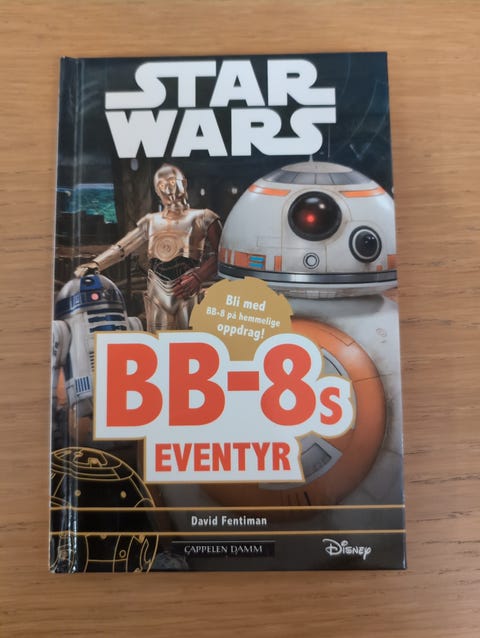 STAR
WARS
Bli med
BB-8 på hemmelige
oppdrag!
BB-8s
EVENTYR
David Fentiman
CAPPELEN DAMM
Disney